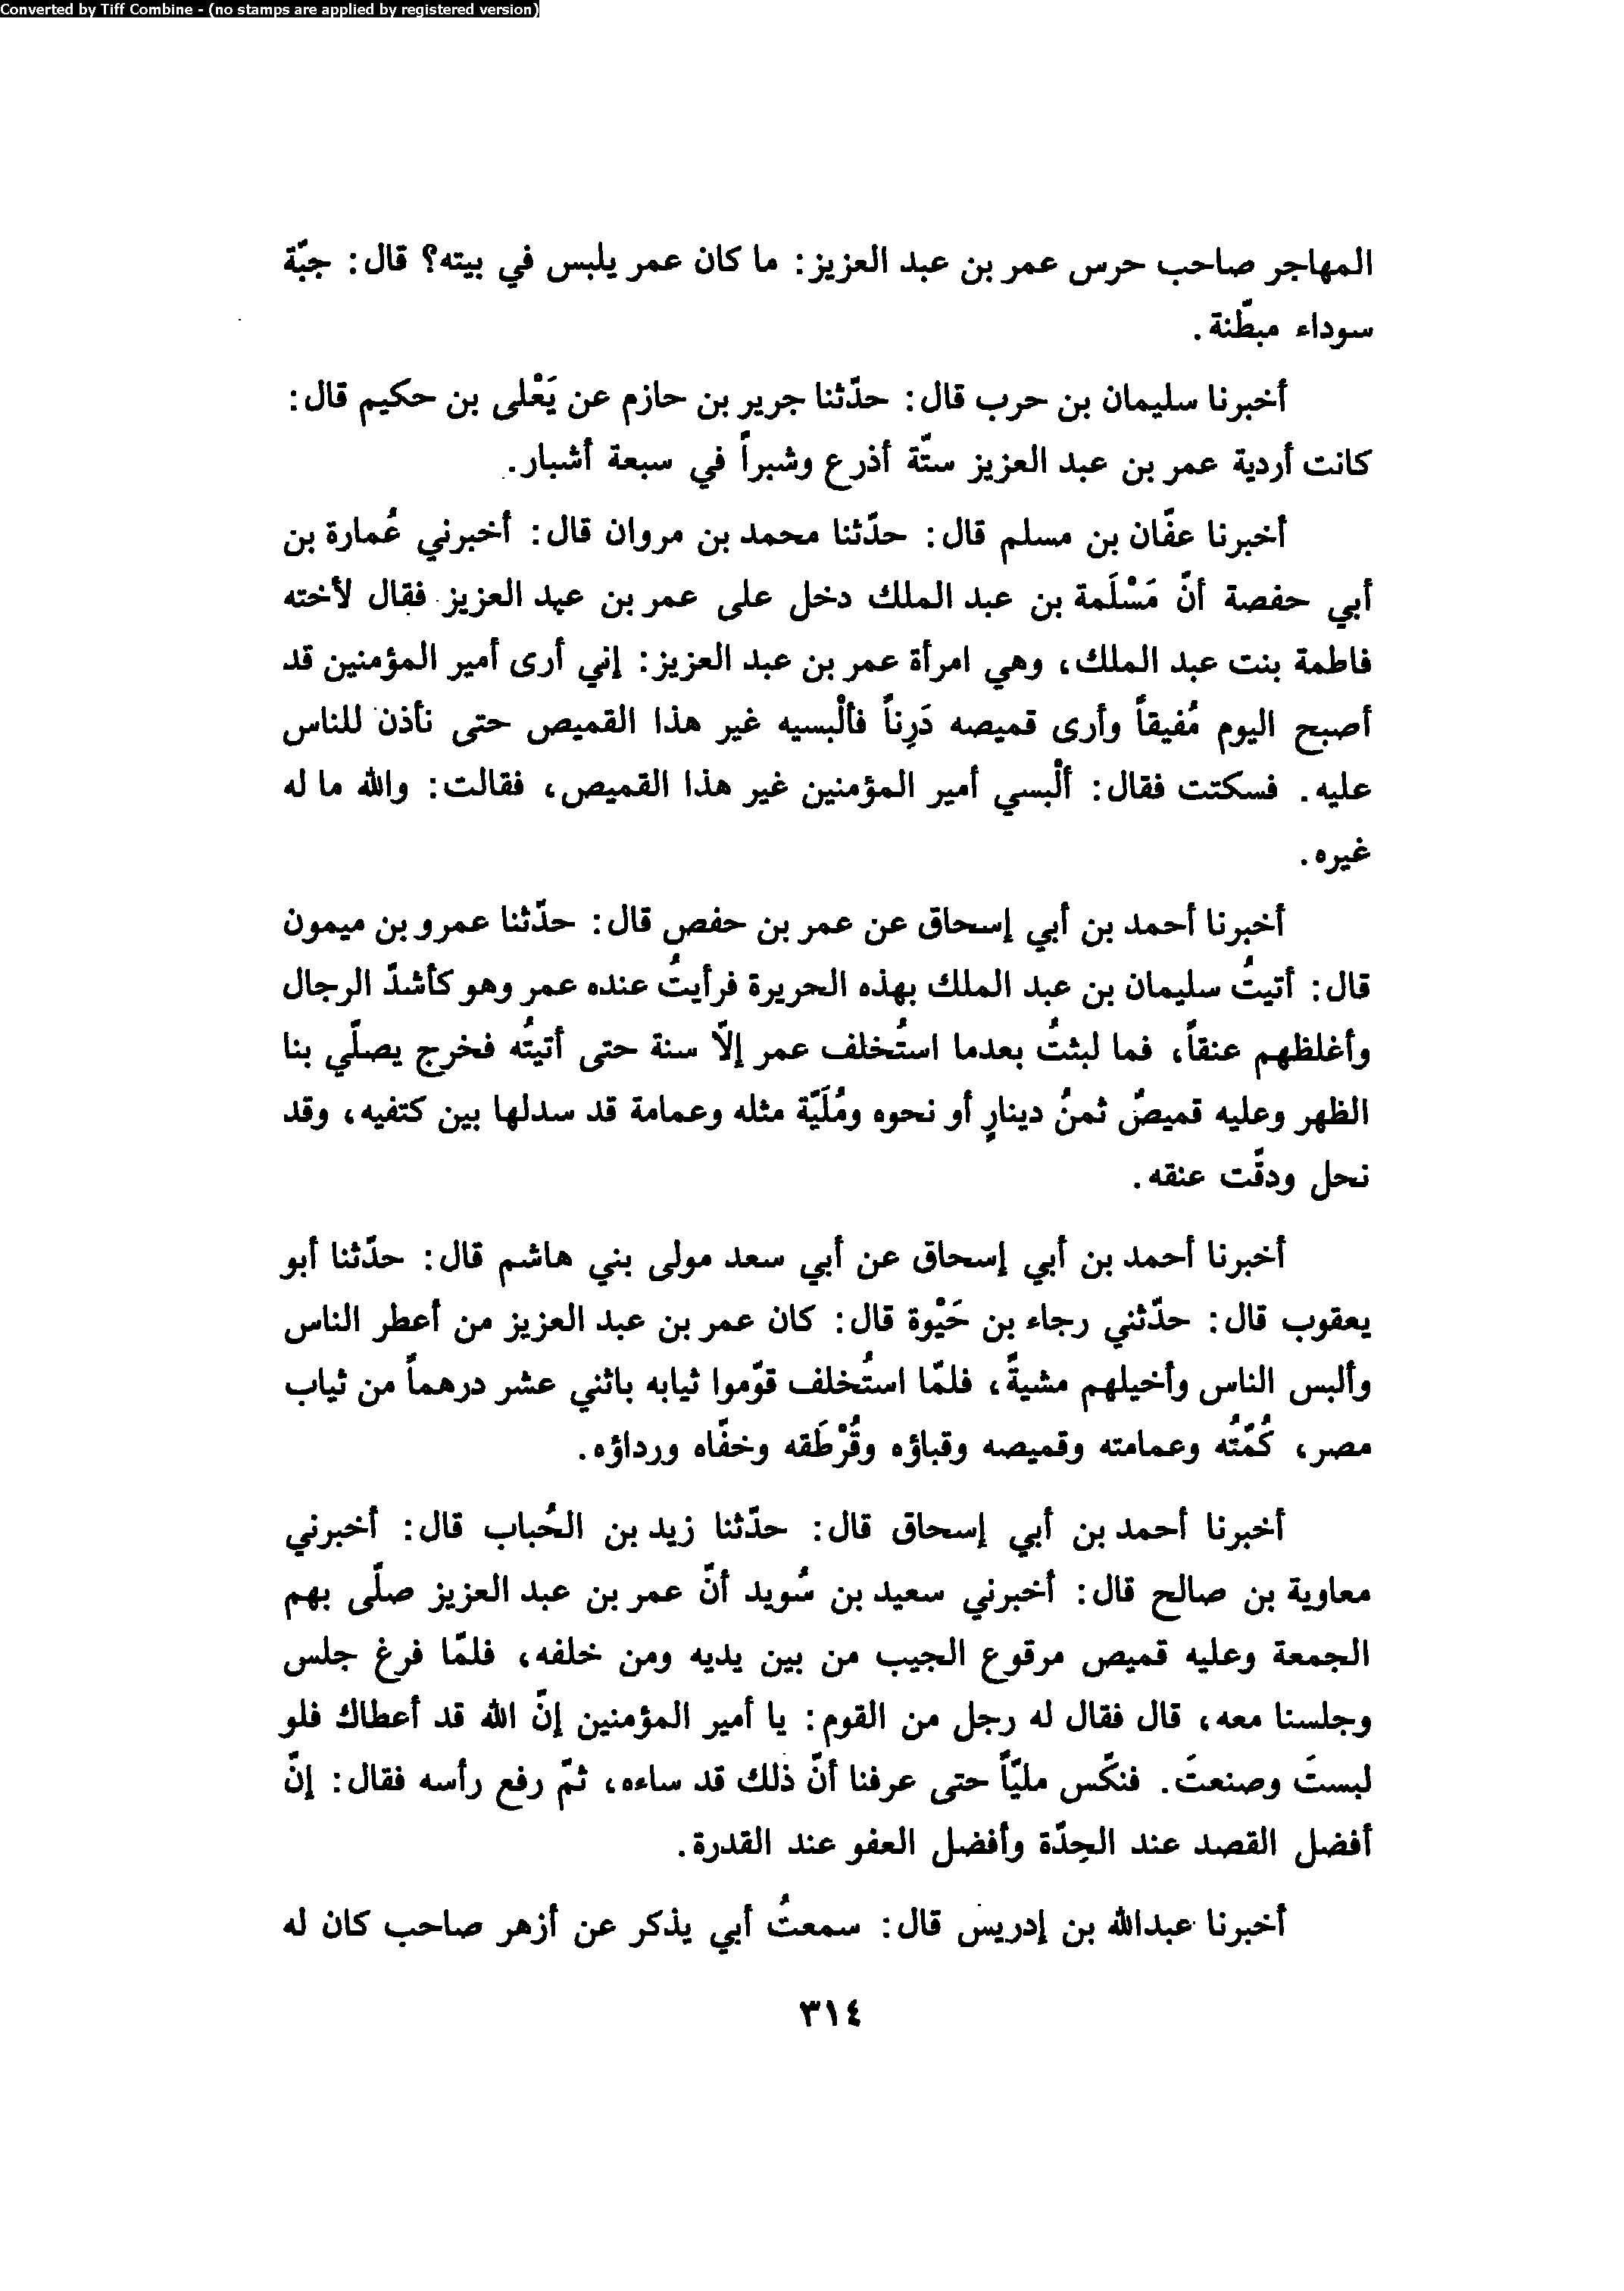 Converted by Tiff Combine - (no stamps are applied by registered version)
المهاجر صاحب حرس عمر بن عبد العزيز: ما كان عمر يلبس في بيته؟ قال: جبّة
سوداء مبطّنة.
أخبرنا سليمان بن حرب قال: حدّثنا جرير بن حازم عن يَعْلى بن حكيم قال:
كانت أردية عمر بن عبد العزيز ستّة أذرع وشبراً في سبعة أشبار.
أخبرنا عفّان بن مسلم قال: حدّثنا محمد بن مروان قال: أخبرني عُمارة بن
أبي حفصة أنّ مَسْلَمة بن عبد الملك دخل على عمر بن عبد العزيز فقال لأخته
فاطمة بنت عبد الملك، وهي امرأة عمر بن عبد العزيز: إني أرى أمير المؤمنين قد
أصبح اليوم مُفيقاً وأرى قميصه دَرِناً فألْبسيه غير هذا القميص حتى نأذن للناس
عليه. فسكتت فقال: ألْبسي أمير المؤمنين غير هذا القميص، فقالت: والله ما له
غيره.
أخبرنا أحمد بن أبي إسحاق عن عمر بن حفص قال: حدّثنا عمرو بن ميمون
قال: أتيتُ سليمان بن عبد الملك بهذه الحريرة فرأيتُ عنده عمر وهو كأشدّ الرجال
وأغلظهم عنقاً، فما لبثتُ بعدما استُخلف عمر إلّا سنة حتى أتيتُه فخرج يصلّي بنا
الظهر وعليه قميصٌ ثمنُ دينارٍ أو نحوه ومُلَيّة مثله وعمامة قد سدلها بين كتفيه، وقد
نحل ودقّت عنقه.
أخبرنا أحمد بن أبي إسحاق عن أبي سعد مولى بني هاشم قال: حدّثنا أبو
يعقوب قال: حدّثني رجاء بن حَيْوة قال: كان عمر بن عبد العزيز من أعطر الناس
وألبس الناس وأخيلهم مشيةً، فلمّا استُخلف قوّموا ثيابه باثني عشر درهماً من ثياب
مصر، كُمّتُه وعمامته وقميصه وقباؤه وقُرْطَقه وخفّاه ورداؤه.
أخبرنا أحمد بن أبي إسحاق قال: حدّثنا زيد بن الحُباب قال: أخبرني
معاوية بن صالح قال: أخبرني سعيد بن سُويد أنّ عمر بن عبد العزيز صلّى بهم
الجمعة وعليه قميص مرقوع الجيب من بين يديه ومن خلفه، فلمّا فرغ جلس
وجلسنا معه، قال فقال له رجل من القوم: يا أمير المؤمنين إنّ الله قد أعطاك فلو
لبستَ وصنعتَ. فنكّس مليّاً حتى عرفنا أنّ ذلك قد ساءه، ثمّ رفع رأسه فقال: إنّ
أفضل القصد عند الجِدّة وأفضل العفو عند القدرة.
أخبرنا عبدالله بن إدريس قال: سمعتُ أبي يذكر عن أزهر صاحب كان له
٣١٤